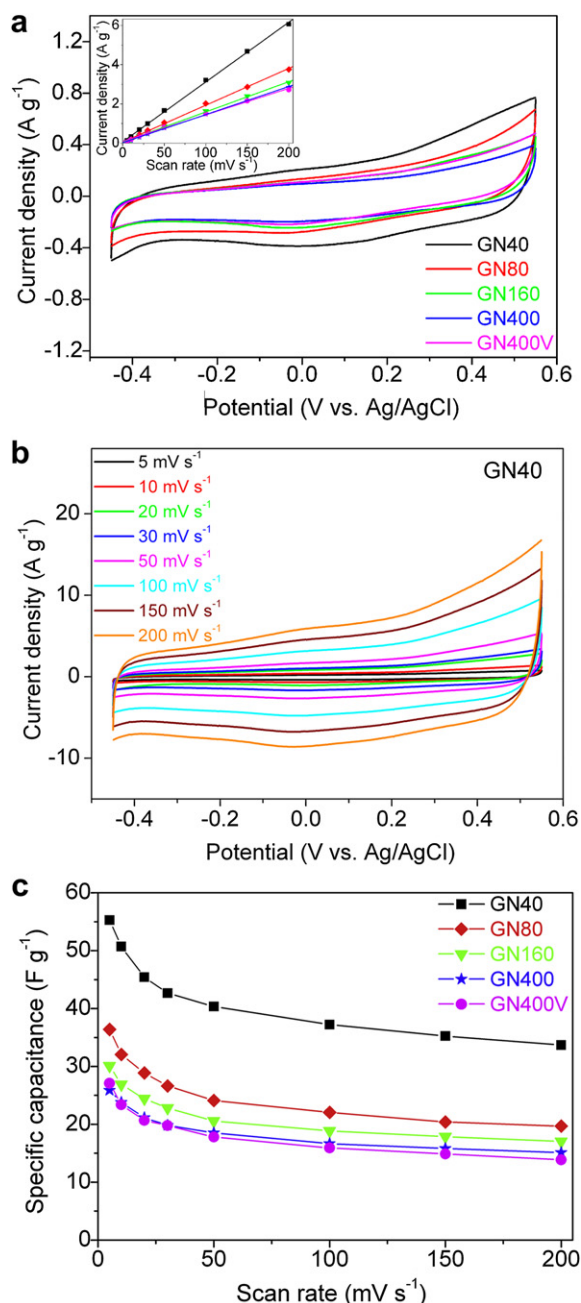 a
Current density (A g⁻¹)
1.2
0.8
0.4
0.0
-0.4
-0.8
-1.2
Current density (A g⁻¹)
6
4
2
0
0 50 100 150 200
Scan rate (mV s⁻¹)
GN40
GN80
GN160
GN400
GN400V
-0.4 -0.2 0.0 0.2 0.4 0.6
Potential (V vs. Ag/AgCl)
b
5 mV s⁻¹
10 mV s⁻¹
20 mV s⁻¹
30 mV s⁻¹
50 mV s⁻¹
100 mV s⁻¹
150 mV s⁻¹
200 mV s⁻¹
GN40
Current density (A g⁻¹)
20
10
0
-10
-0.4 -0.2 0.0 0.2 0.4 0.6
Potential (V vs. Ag/AgCl)
c
Specific capacitance (F g⁻¹)
60
50
40
30
20
10
0
GN40
GN80
GN160
GN400
GN400V
0 50 100 150 200
Scan rate (mV s⁻¹)